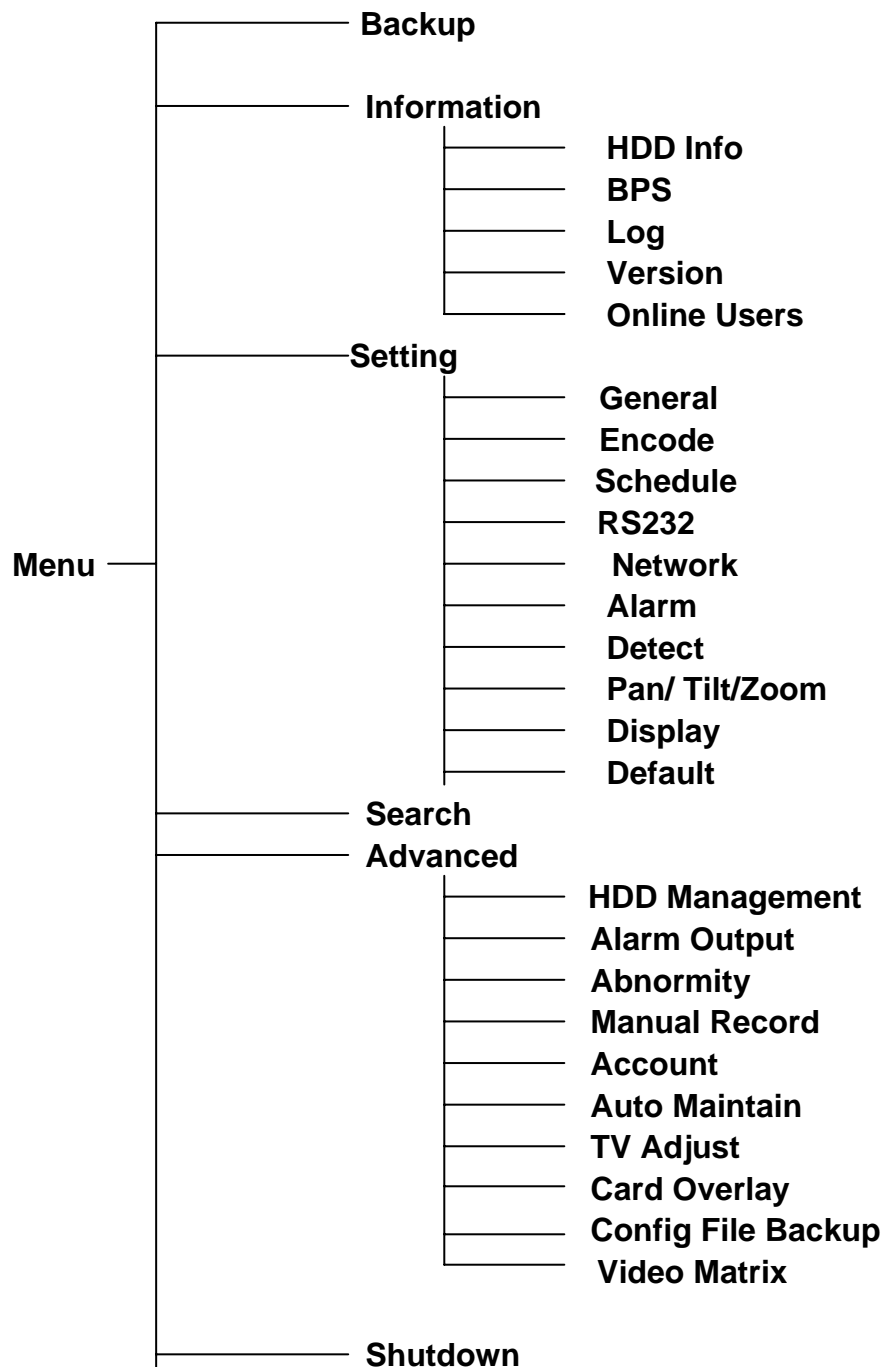 Backup
Information
HDD Info
BPS
Log
Version
Online Users
Setting
General
Encode
Schedule
RS232
Menu
Network
Alarm
Detect
Pan/ Tilt/Zoom
Display
Default
Search
Advanced
HDD Management
Alarm Output
Abnormity
Manual Record
Account
Auto Maintain
TV Adjust
Card Overlay
Config File Backup
Video Matrix
Shutdown